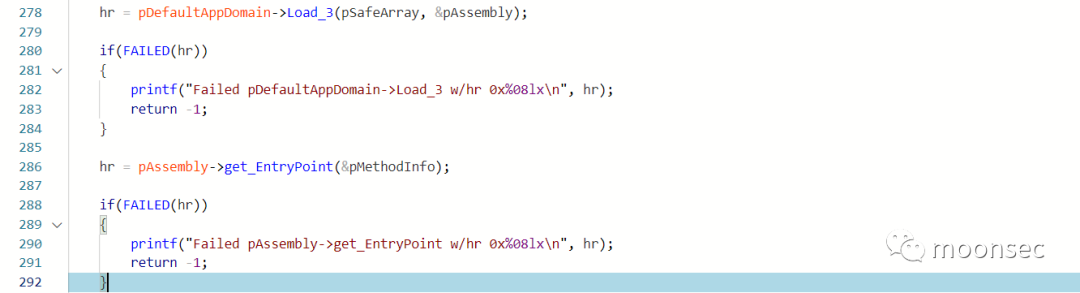 278 hr = pDefaultAppDomain->Load_3(pSafeArray, &pAssembly);
279
280 if(FAILED(hr))
281 {
282 printf("Failed pDefaultAppDomain->Load_3 w/hr 0x%08lx\n", hr);
283 return -1;
284 }
285
286 hr = pAssembly->get_EntryPoint(&pMethodInfo);
287
288 if(FAILED(hr))
289 {
290 printf("Failed pAssembly->get_EntryPoint w/hr 0x%08lx\n", hr);
291 return -1;
292 }
moonsec